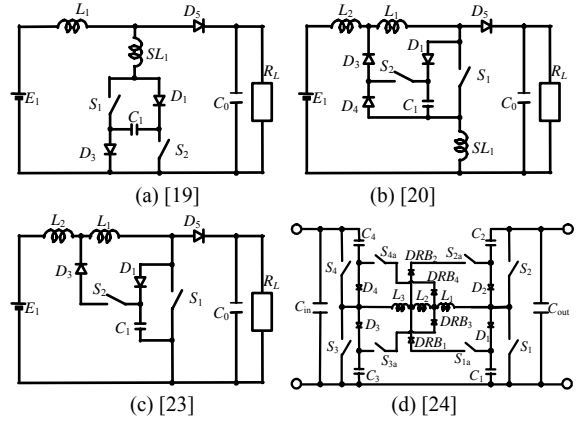 L1 D5
SL1
E1 S1 D1 C0 RL
C1
D3 S2
(a) [19]
L2 L1 D5
D3 S2 D1 S1
E1 D4 C1 C0 RL
SL1
(b) [20]
L2 L1 D5
D3 D1
S2 S1
E1 C1 C0 RL
(c) [23]
C4 DRB2 C2
S4 S4a S2a S2
DRB4
D4 L3 L2 L1 D2
Cin Cout
D3 DRB3 D1
S3 S3a DRB1 S1a S1
C3 C1
(d) [24]